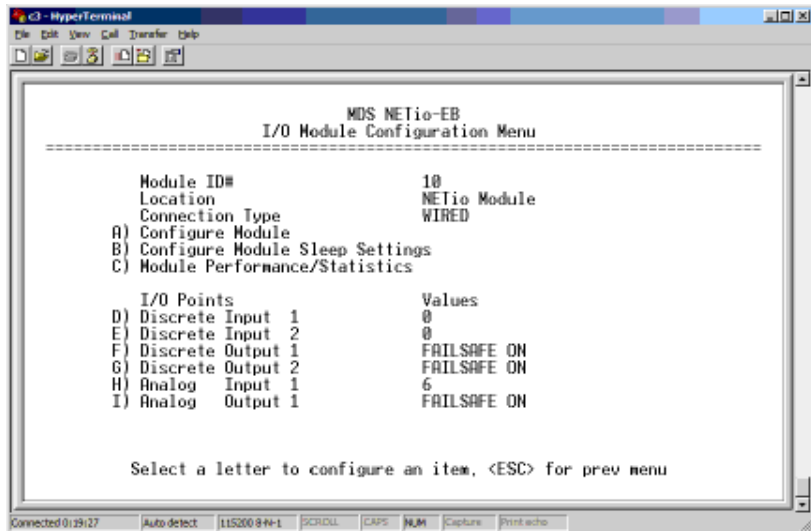 c3 - HyperTerminal
File Edit View Call Transfer Help
MDS NETio-EB
I/O Module Configuration Menu
==============================================================================
Module ID# 10
Location NETio Module
Connection Type WIRED
A) Configure Module
B) Configure Module Sleep Settings
C) Module Performance/Statistics
I/O Points Values
D) Discrete Input 1 0
E) Discrete Input 2 0
F) Discrete Output 1 FAILSAFE ON
G) Discrete Output 2 FAILSAFE ON
H) Analog Input 1 6
I) Analog Output 1 FAILSAFE ON
Select a letter to configure an item, <ESC> for prev menu
Connected 0:19:27 Auto detect 115200 8-N-1 SCROLL CAPS NUM Capture Print echo